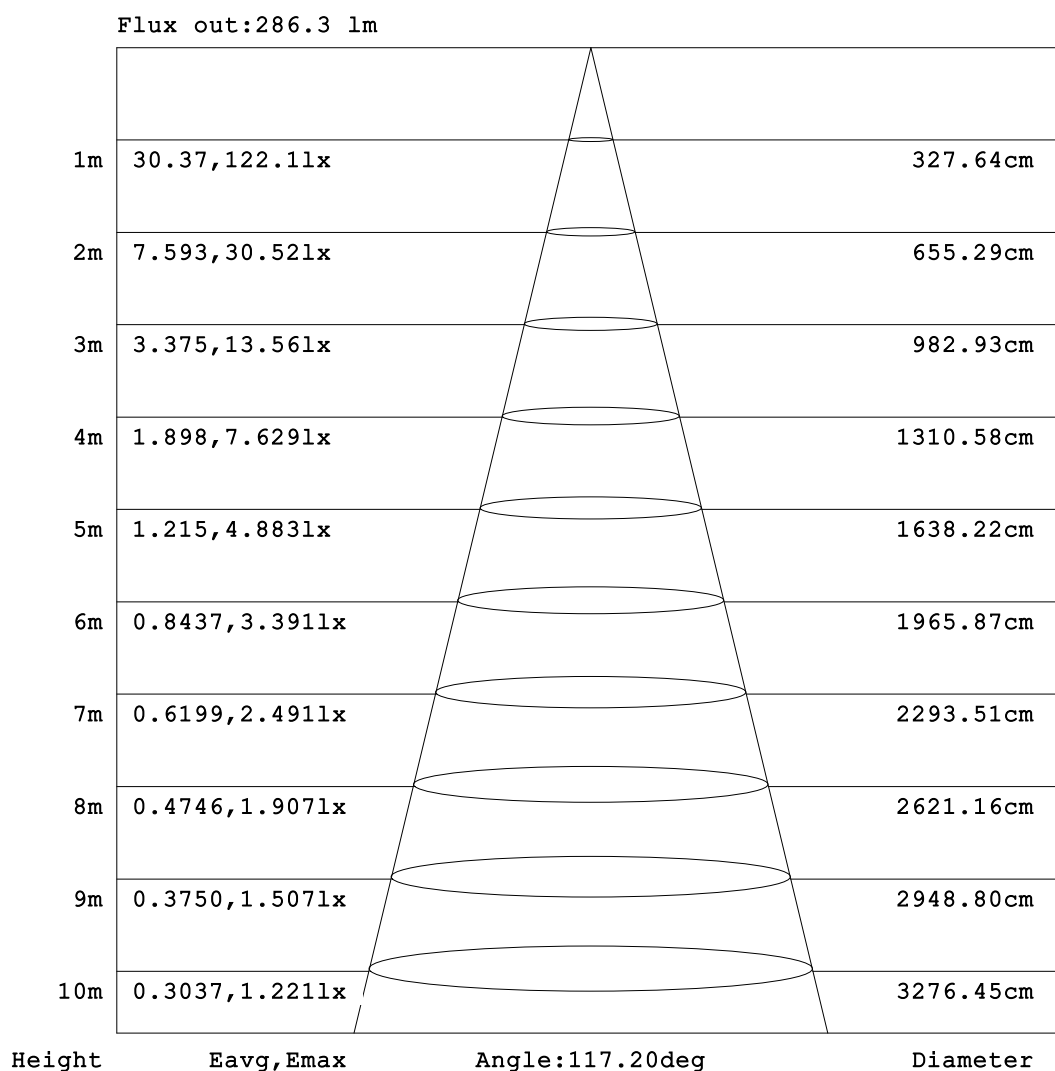 Flux out:286.3 lm
1m 30.37,122.1lx 327.64cm
2m 7.593,30.52lx 655.29cm
3m 3.375,13.56lx 982.93cm
4m 1.898,7.629lx 1310.58cm
5m 1.215,4.883lx 1638.22cm
6m 0.8437,3.391lx 1965.87cm
7m 0.6199,2.491lx 2293.51cm
8m 0.4746,1.907lx 2621.16cm
9m 0.3750,1.507lx 2948.80cm
10m 0.3037,1.221lx 3276.45cm
Height Eavg,Emax Angle:117.20deg Diameter